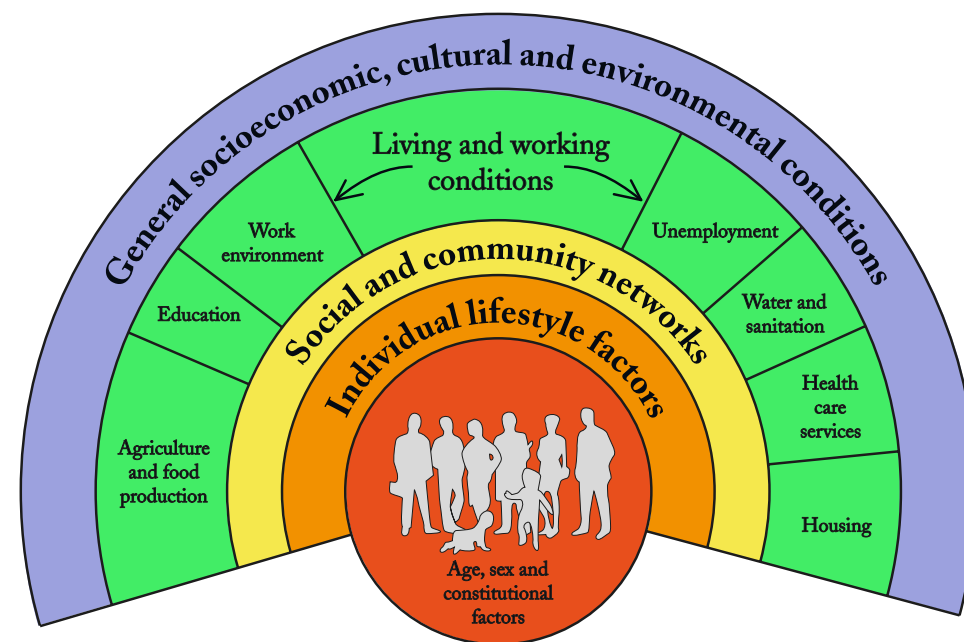 General socioeconomic, cultural and environmental conditions
Living and working
conditions
Work
environment
Unemployment
Education
Water and
sanitation
Agriculture
and food
production
Health
care
services
Housing
Social and community networks
Individual lifestyle factors
Age, sex and
constitutional
factors